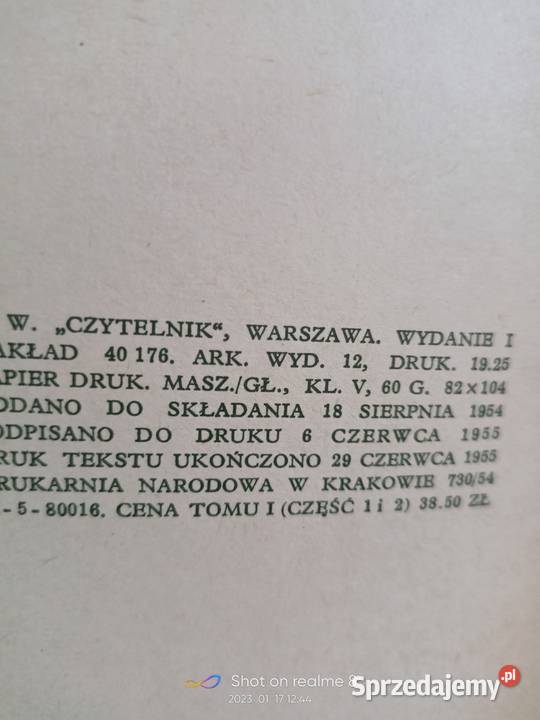 W. „CZYTELNIK“, WARSZAWA. WYDANIE I
AKŁAD 40 176. ARK. WYD. 12, DRUK. 19.25
APIER DRUK. MASZ./GŁ., KL. V, 60 G. 82×104
DDANO DO SKŁADANIA 18 SIERPNIA 1954
ODPISANO DO DRUKU 6 CZERWCA 1955
RUK TEKSTU UKOŃCZONO 29 CZERWCA 1955
RUKARNIA NARODOWA W KRAKOWIE 730/54
-5-80016. CENA TOMU I (CZĘŚĆ 1 i 2) 38.50 ZŁ
Shot on realme 8
2023.01.17 12:44
Sprzedajemy.pl